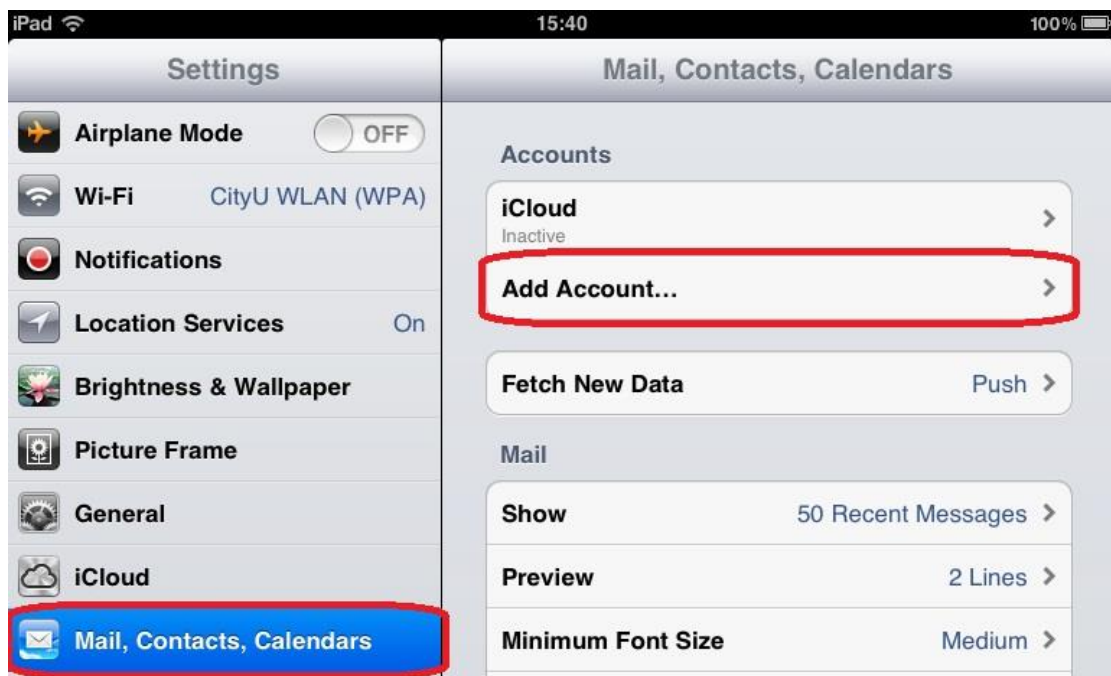 iPad 15:40 100%
Settings
Airplane Mode OFF
Wi-Fi CityU WLAN (WPA)
Notifications
Location Services On
Brightness & Wallpaper
Picture Frame
General
iCloud
Mail, Contacts, Calendars
Mail, Contacts, Calendars
Accounts
iCloud
Inactive
Add Account...
Fetch New Data Push
Mail
Show 50 Recent Messages
Preview 2 Lines
Minimum Font Size Medium